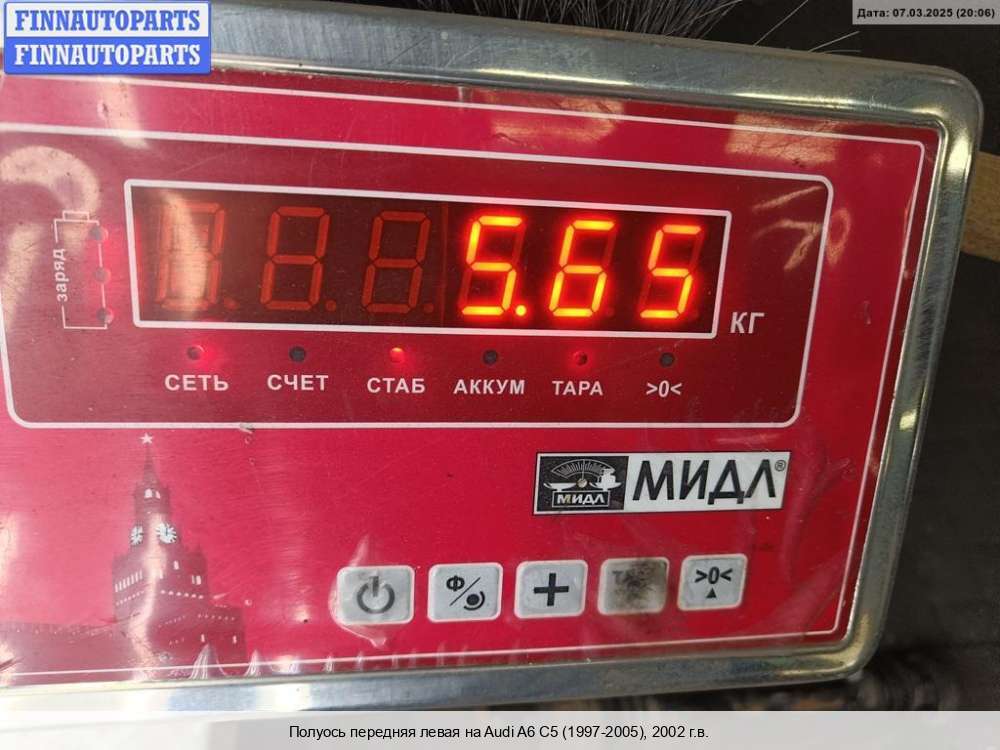 FINNAUTOPARTS
FINNAUTOPARTS
Дата: 07.03.2025 (20:06)
заряд
5.65
КГ
СЕТЬ СЧЕТ СТАБ АККУМ ТАРА >0<
МИДЛ
МИДЛ®
Ф/
+
>0<
Полуось передняя левая на Audi A6 C5 (1997-2005), 2002 г.в.